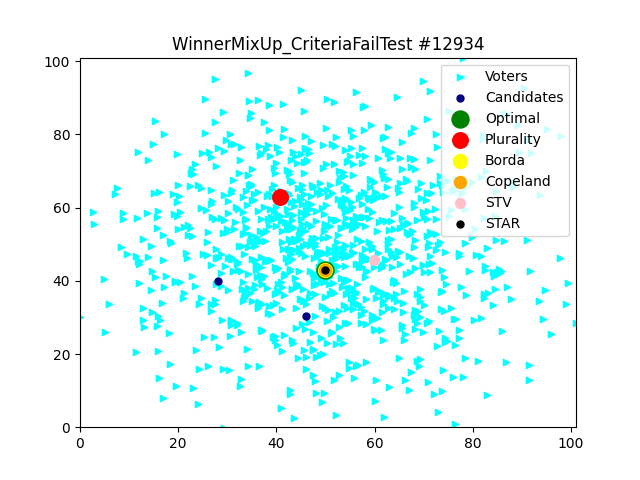 WinnerMixUp_CriteriaFailTest #12934
100
80
60
40
20
0
0
20
40
60
80
100
Voters
Candidates
Optimal
Plurality
Borda
Copeland
STV
STAR